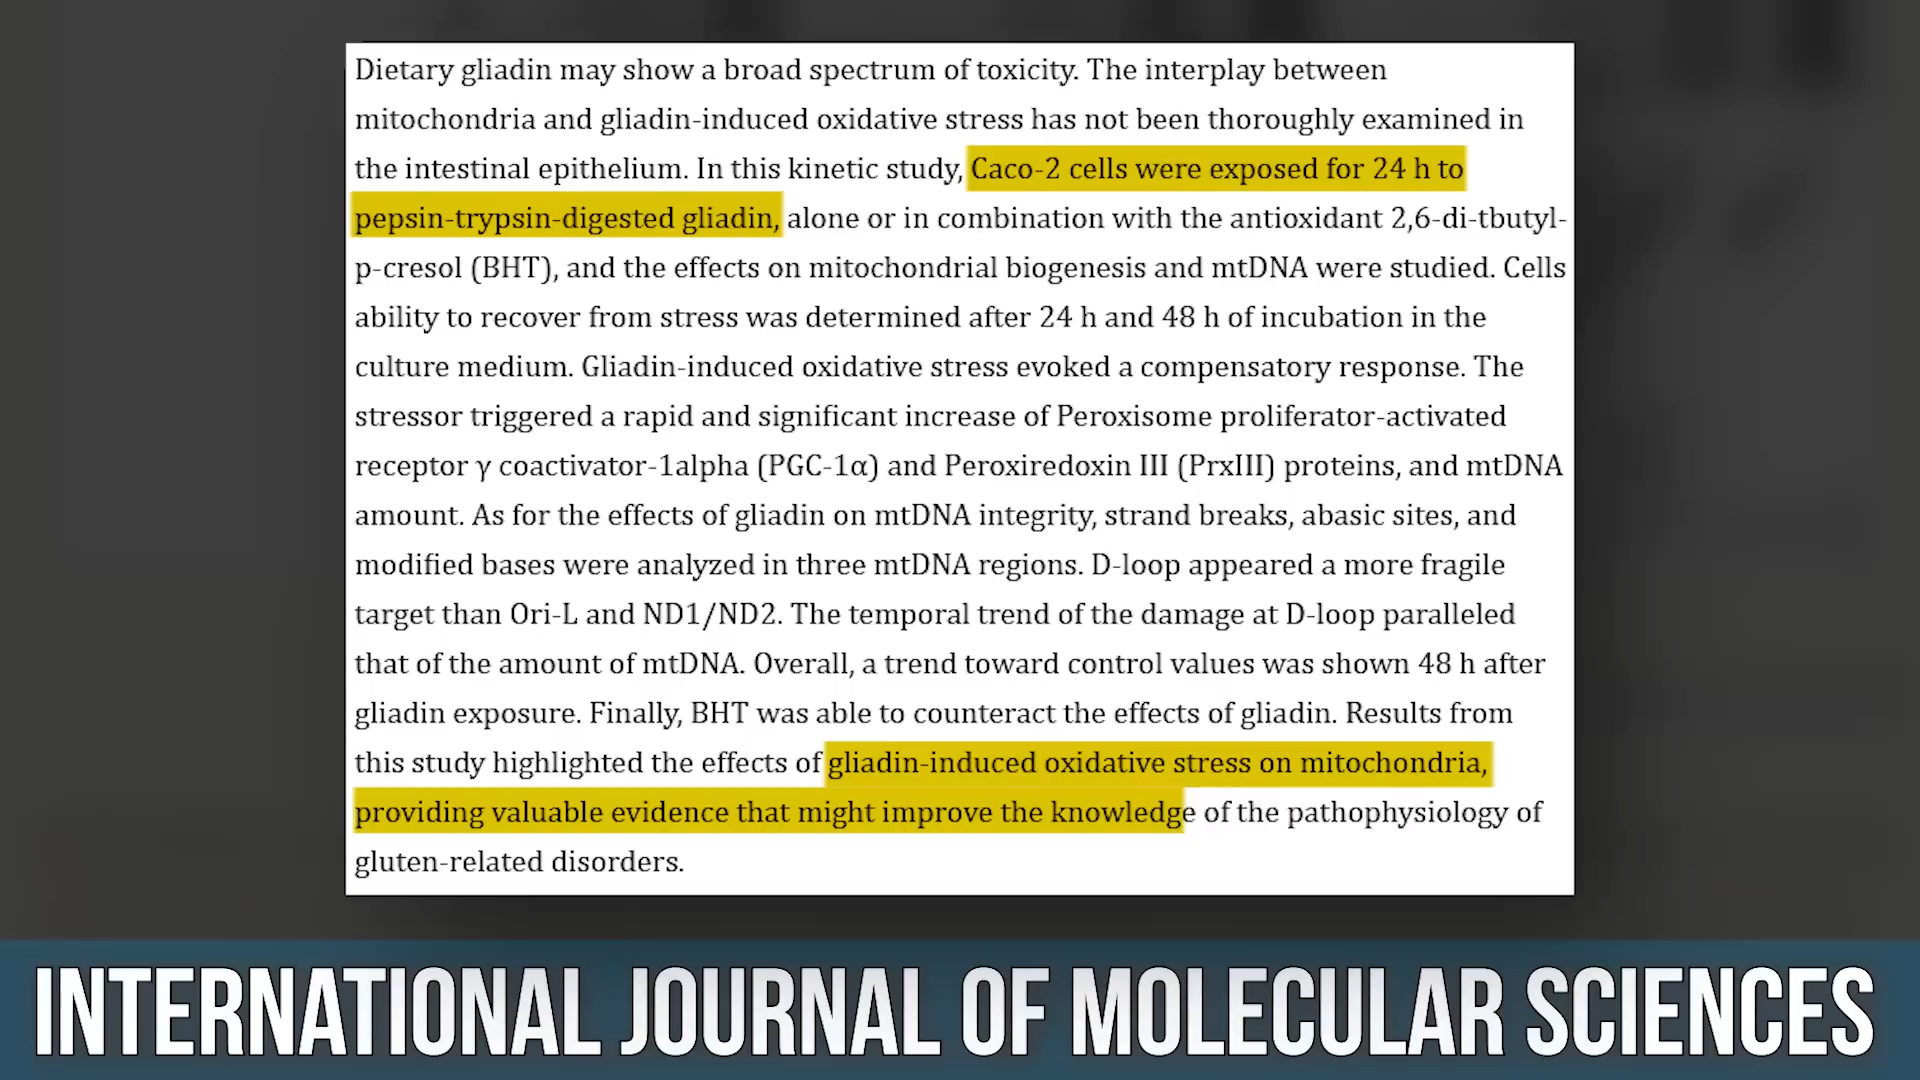 Dietary gliadin may show a broad spectrum of toxicity. The interplay between
mitochondria and gliadin-induced oxidative stress has not been thoroughly examined in
the intestinal epithelium. In this kinetic study, Caco-2 cells were exposed for 24 h to
pepsin-trypsin-digested gliadin, alone or in combination with the antioxidant 2,6-di-tbutyl-
p-cresol (BHT), and the effects on mitochondrial biogenesis and mtDNA were studied. Cells
ability to recover from stress was determined after 24 h and 48 h of incubation in the
culture medium. Gliadin-induced oxidative stress evoked a compensatory response. The
stressor triggered a rapid and significant increase of Peroxisome proliferator-activated
receptor γ coactivator-1alpha (PGC-1α) and Peroxiredoxin III (PrxIII) proteins, and mtDNA
amount. As for the effects of gliadin on mtDNA integrity, strand breaks, abasic sites, and
modified bases were analyzed in three mtDNA regions. D-loop appeared a more fragile
target than Ori-L and ND1/ND2. The temporal trend of the damage at D-loop paralleled
that of the amount of mtDNA. Overall, a trend toward control values was shown 48 h after
gliadin exposure. Finally, BHT was able to counteract the effects of gliadin. Results from
this study highlighted the effects of gliadin-induced oxidative stress on mitochondria,
providing valuable evidence that might improve the knowledge of the pathophysiology of
gluten-related disorders.
INTERNATIONAL JOURNAL OF MOLECULAR SCIENCES